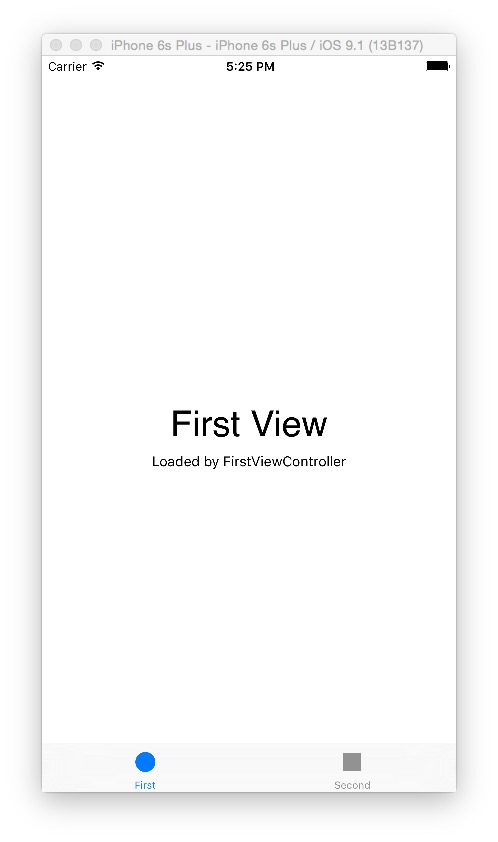 iPhone 6s Plus - iPhone 6s Plus / iOS 9.1 (13B137)
Carrier 5:25 PM
First View
Loaded by FirstViewController
First Second